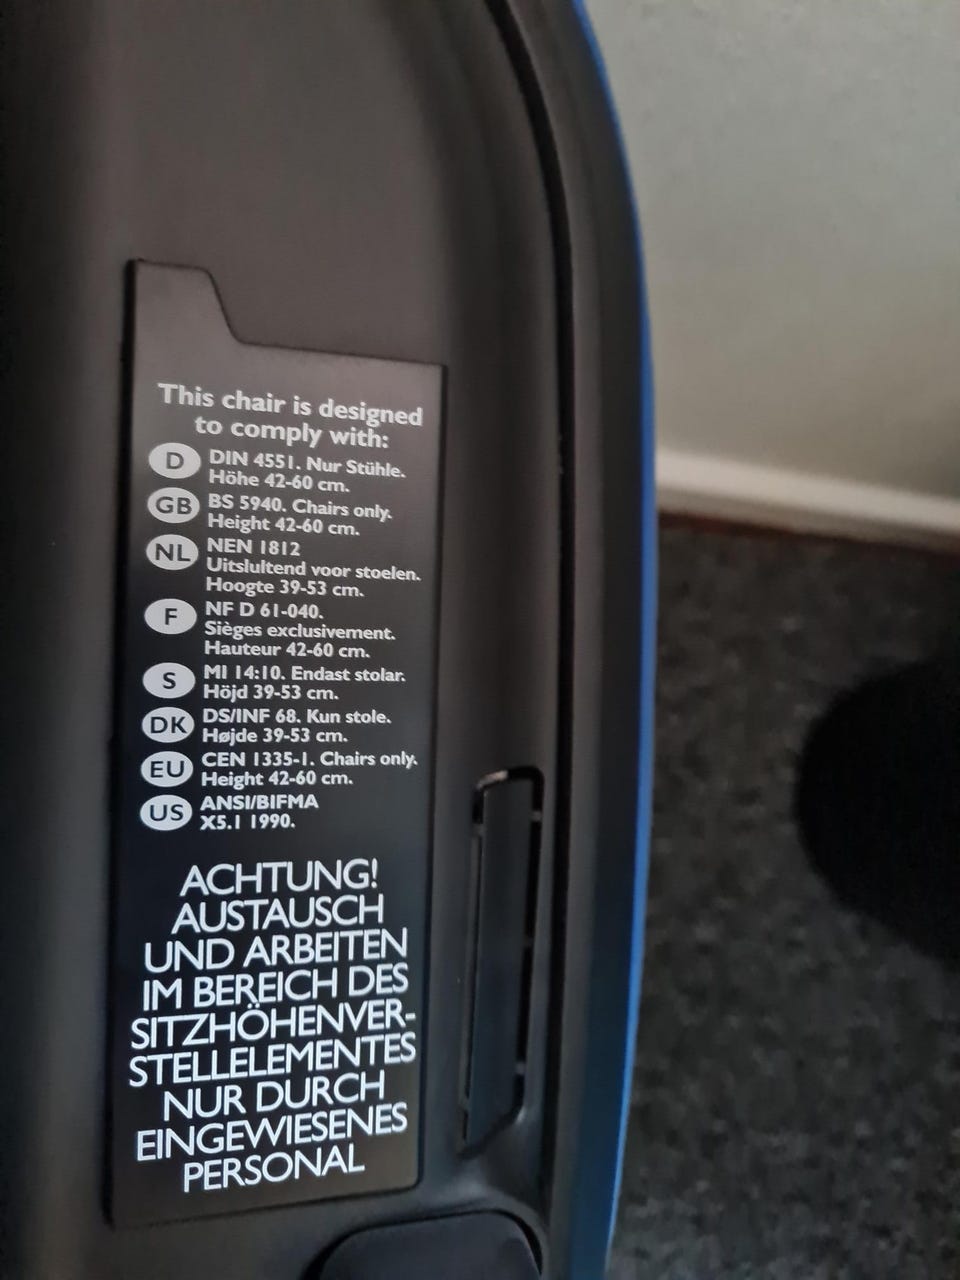 This chair is designed
to comply with:
D DIN 4551. Nur Stühle.
Höhe 42-60 cm.
GB BS 5940. Chairs only.
Height 42-60 cm.
NL NEN 1812
Uitslultend voor stoelen.
Hoogte 39-53 cm.
F NF D 61-040.
Sièges exclusivement.
Hauteur 42-60 cm.
S MI 14:10. Endast stolar.
Höjd 39-53 cm.
DK DS/INF 68. Kun stole.
Højde 39-53 cm.
EU CEN 1335-1. Chairs only.
Height 42-60 cm.
US ANSI/BIFMA
X5.1 1990.
ACHTUNG!
AUSTAUSCH
UND ARBEITEN
IM BEREICH DES
SITZHÖHENVER-
STELLELEMENTES
NUR DURCH
EINGEWIESENES
PERSONAL